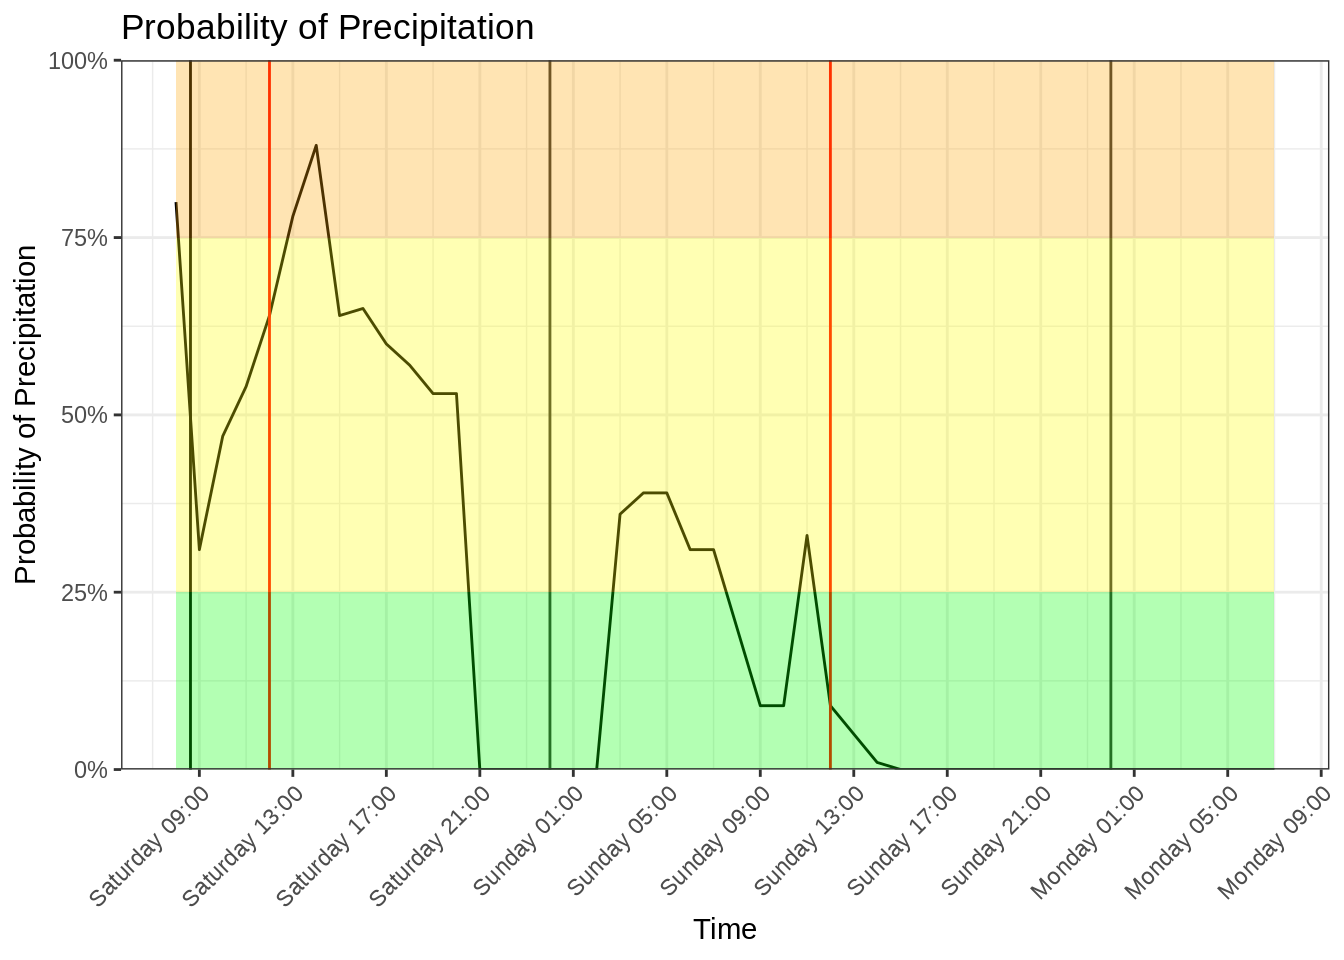 Probability of Precipitation
Probability of Precipitation
100%
75%
50%
25%
0%
Saturday 09:00
Saturday 13:00
Saturday 17:00
Saturday 21:00
Sunday 01:00
Sunday 05:00
Sunday 09:00
Sunday 13:00
Sunday 17:00
Sunday 21:00
Monday 01:00
Monday 05:00
Monday 09:00
Time